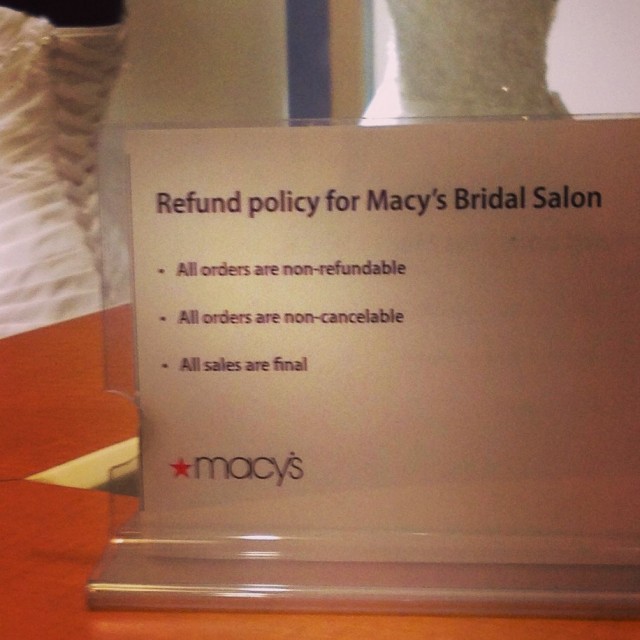 Refund policy for Macy's Bridal Salon
• All orders are non-refundable
• All orders are non-cancelable
• All sales are final
★macy's